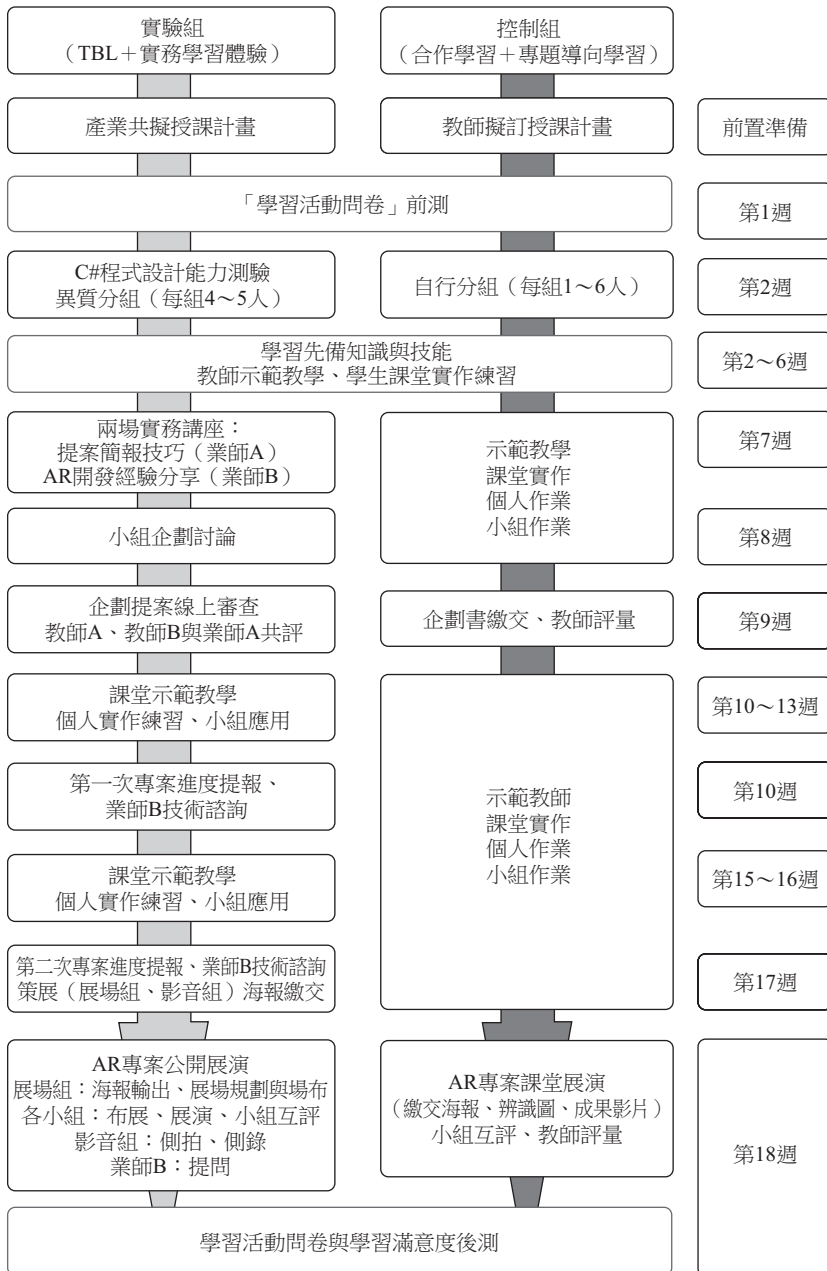 實驗組
（TBL＋實務學習體驗）
控制組
（合作學習＋專題導向學習）
產業共擬授課計畫
教師擬訂授課計畫
前置準備
「學習活動問卷」前測
第1週
C#程式設計能力測驗
異質分組（每組4～5人）
自行分組（每組1～6人）
第2週
學習先備知識與技能
教師示範教學、學生課堂實作練習
第2～6週
兩場實務講座：
提案簡報技巧（業師A）
AR開發經驗分享（業師B）
示範教學
課堂實作
個人作業
小組作業
第7週
小組企劃討論
第8週
企劃提案線上審查
教師A、教師B與業師A共評
企劃書繳交、教師評量
第9週
課堂示範教學
個人實作練習、小組應用
第10～13週
第一次專案進度提報、
業師B技術諮詢
示範教師
課堂實作
個人作業
小組作業
第10週
課堂示範教學
個人實作練習、小組應用
第15～16週
第二次專案進度提報、業師B技術諮詢
策展（展場組、影音組）海報繳交
第17週
AR專案公開展演
展場組：海報輸出、展場規劃與場布
各小組：布展、展演、小組互評
影音組：側拍、側錄
業師B：提問
AR專案課堂展演
（繳交海報、辨識圖、成果影片）
小組互評、教師評量
第18週
學習活動問卷與學習滿意度後測